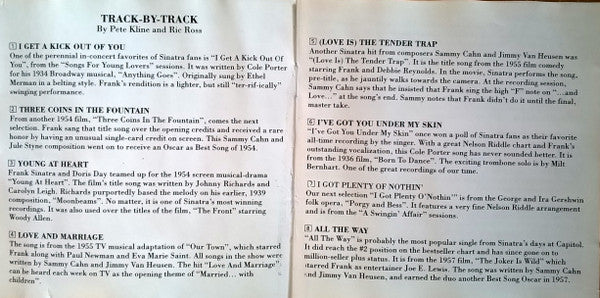 TRACK-BY-TRACK
By Pete Kline and Ric Ross
1 I GET A KICK OUT OF YOU
One of the perennial in-concert favorites of Sinatra fans is "I Get A Kick Out Of
You", from the "Songs For Young Lovers" sessions. It was written by Cole Porter
for his 1934 Broadway musical, "Anything Goes". Originally sung by Ethel
Merman in a belting style. Frank's rendition is a lighter, but still "ter-rif-ically"
swinging performance.
2 THREE COINS IN THE FOUNTAIN
From another 1954 film, "Three Coins In The Fountain", comes the next
selection. Frank sang that title song over the opening credits and received a rare
honor by having an unusual single-card credit on screen. This Sammy Cahn and
Jule Styne composition went on to receive an Oscar as Best Song of 1954.
3 YOUNG AT HEART
Frank Sinatra and Doris Day teamed up for the 1954 screen musical-drama
"Young At Heart". The film's title song was written by Johnny Richards and
Carolyn Leigh. Richards purportedly based the melody on his earlier, 1939
composition, "Moonbeams". No matter, it is one of Sinatra's most winning
recordings. It was also used over the titles of the film, "The Front" starring
Woody Allen.
4 LOVE AND MARRIAGE
The song is from the 1955 TV musical adaptation of "Our Town", which starred
Frank along with Paul Newman and Eva Marie Saint. All songs in the show were
written by Sammy Cahn and Jimmy Van Heusen. The hit "Love And Marriage"
can be heard each week on TV as the opening theme of "Married... with
children".
5 (LOVE IS) THE TENDER TRAP
Another Sinatra hit from composers Sammy Cahn and Jimmy Van Heusen was
"(Love Is) The Tender Trap". It is the title song from the 1955 film comedy
starring Frank and Debbie Reynolds. In the movie, Sinatra performs the song,
pre-title, as he jauntily walks towards the camera. At the recording session,
Sammy Cahn says that he insisted that Frank sing the high "F" note on "...and
Love..." at the song's end. Sammy notes that Frank didn't do it until the final,
master take.
6 I'VE GOT YOU UNDER MY SKIN
"I've Got You Under My Skin" once won a poll of Sinatra fans as their favorite
all-time recording by the singer. With a great Nelson Riddle chart and Frank's
outstanding vocalization, this Cole Porter song has never sounded better. It is
from the 1936 film, "Born To Dance". The exciting trombone solo is by Milt
Bernhart. One of the great recordings of our time.
7 I GOT PLENTY OF NOTHIN'
Our next selection "I Got Plenty O'Nuthin'" is from the George and Ira Gershwin
folk opera, "Porgy and Bess". It features a very fine Nelson Riddle arrangement
and is from the "A Swingin' Affair" sessions.
8 ALL THE WAY
"All The Way" is probably the most popular single from Sinatra's days at Capitol.
It did reach the #2 position on the bestseller chart and has since gone on to
million-seller plus status. It is from the 1957 film, "The Joker Is Wild" which
starred Frank as entertainer Joe E. Lewis. The song was written by Sammy Cahn
and Jimmy Van Heusen, and earned the duo another Best Song Oscar in 1957.